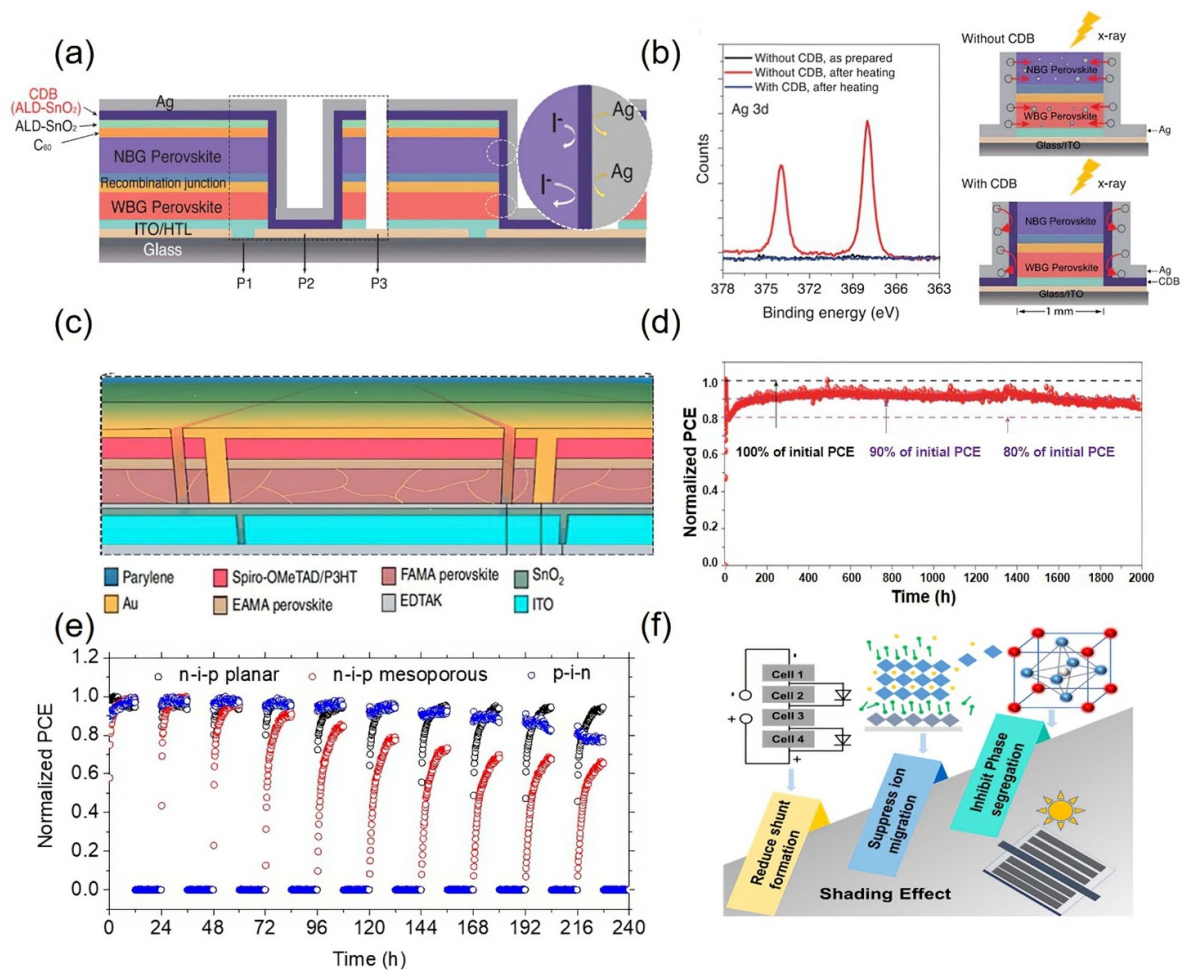 (a)
CDB
(ALD-SnO₂)
ALD-SnO₂
C₆₀
Ag
NBG Perovskite
Recombination junction
WBG Perovskite
ITO/HTL
Glass
P1
P2
P3
I⁻
Ag
I⁻
Ag
(b)
Without CDB, as prepared
Without CDB, after heating
With CDB, after heating
Ag 3d
Counts
378
375
372
369
366
363
Binding energy (eV)
Without CDB
x-ray
NBG Perovskite
WBG Perovskite
Ag
Glass/ITO
With CDB
x-ray
NBG Perovskite
WBG Perovskite
Ag
CDB
Glass/ITO
1 mm
(c)
Parylene
Spiro-OMeTAD/P3HT
FAMA perovskite
SnO₂
Au
EAMA perovskite
EDTAK
ITO
(d)
Normalized PCE
1.0
0.8
0.6
0.4
0.2
0.0
100% of initial PCE
90% of initial PCE
80% of initial PCE
0
200
400
600
800
1000
1200
1400
1600
1800
2000
Time (h)
(e)
Normalized PCE
1.2
1.0
0.8
0.6
0.4
0.2
0.0
n-i-p planar
n-i-p mesoporous
p-i-n
0
24
48
72
96
120
144
168
192
216
240
Time (h)
(f)
-
Cell 1
Cell 2
Cell 3
Cell 4
-
+
+
Reduce shunt
formation
Suppress ion
migration
Inhibit Phase
segregation
Shading Effect